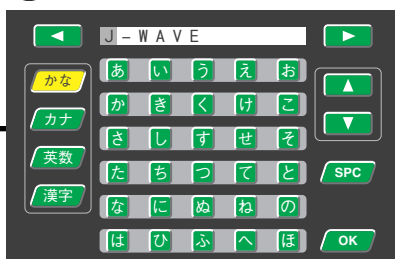 J-WAVE
かな
あ い う え お
か き く け こ
カナ
さ し す せ そ
英数
た ち つ て と
SPC
漢字
な に ぬ ね の
は ひ ふ へ ほ
OK